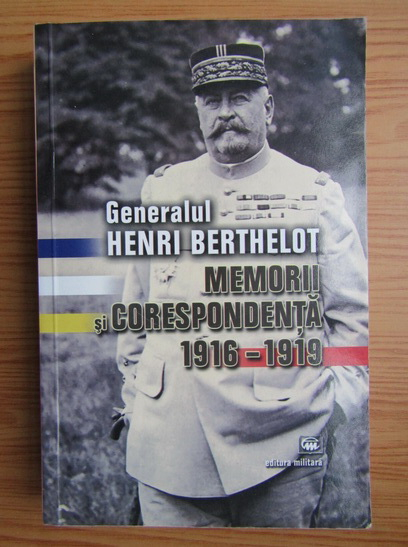 Generalul
HENRI BERTHELOT
MEMORII
și CORESPONDENȚĂ
1916 – 1919
editura militară